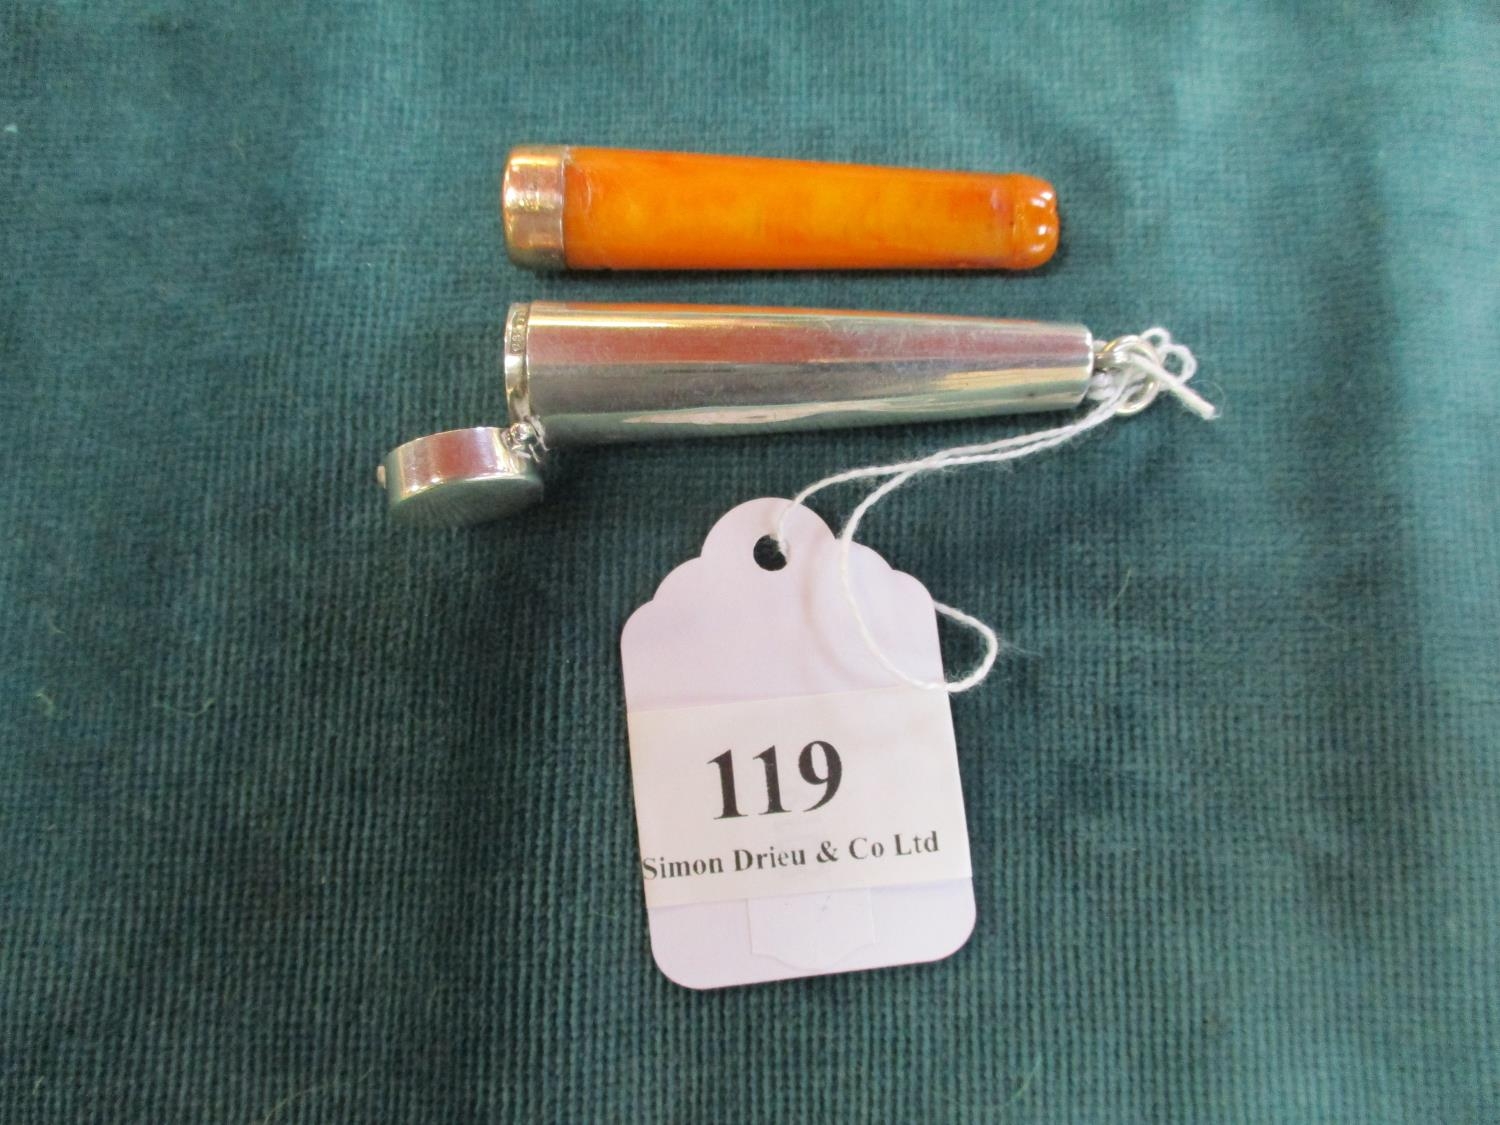 119
Simon Drieu & Co Ltd